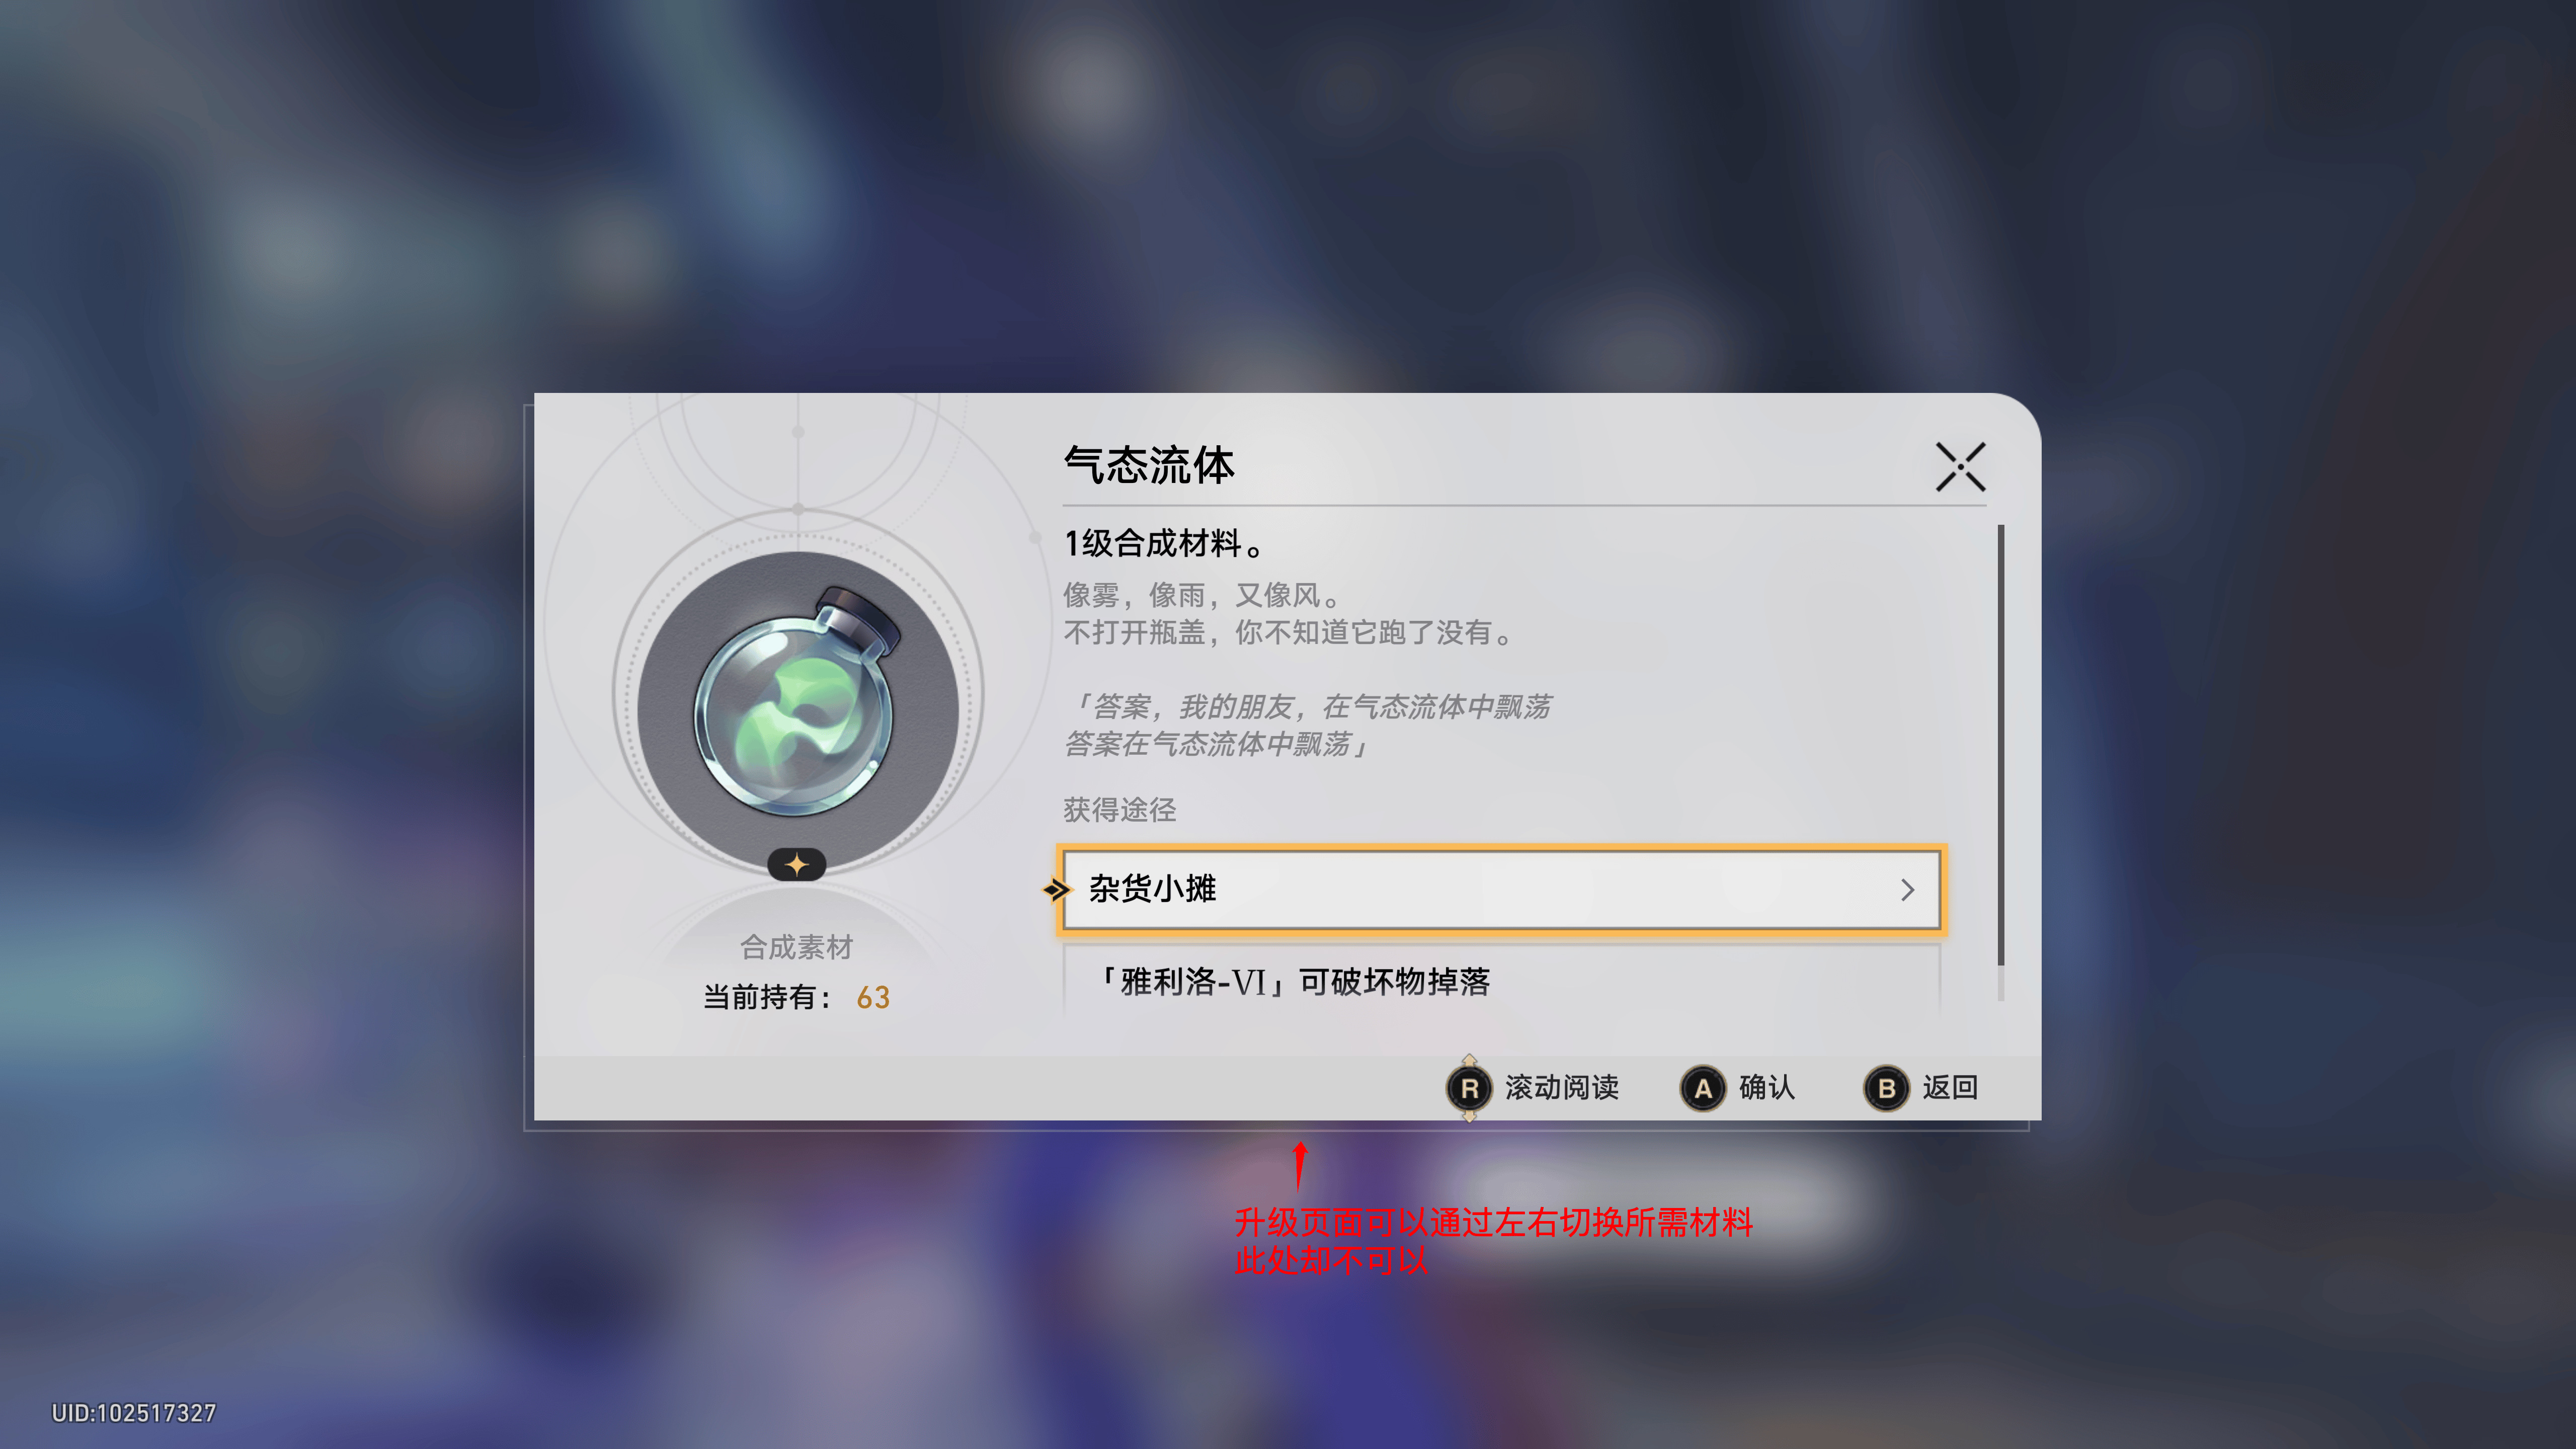 气态流体
1级合成材料。
像雾，像雨，又像风。
不打开瓶盖，你不知道它跑了没有。
「答案，我的朋友，在气态流体中飘荡
答案在气态流体中飘荡」
获得途径
杂货小摊
「雅利洛-VI」可破坏物掉落
合成素材
当前持有： 63
R 滚动阅读 A 确认 B 返回
升级页面可以通过左右切换所需材料
此处却不可以
UID:102517327